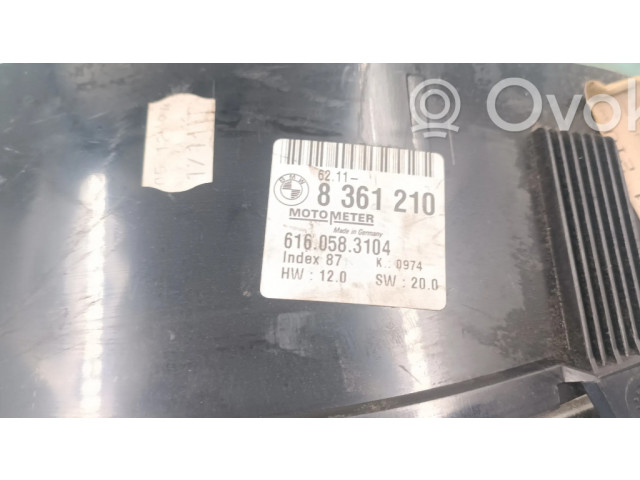 Ovok
62.11-
BMW
8 361 210
MOTOMETER
Made in Germany
616.058.3104
Index 87 K.. 0974
HW : 12.0 SW : 20.0